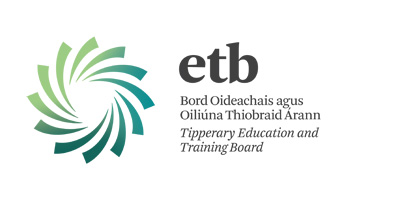 etb
Bord Oideachais agus
Oiliúna Thiobraid Árann
Tipperary Education and
Training Board